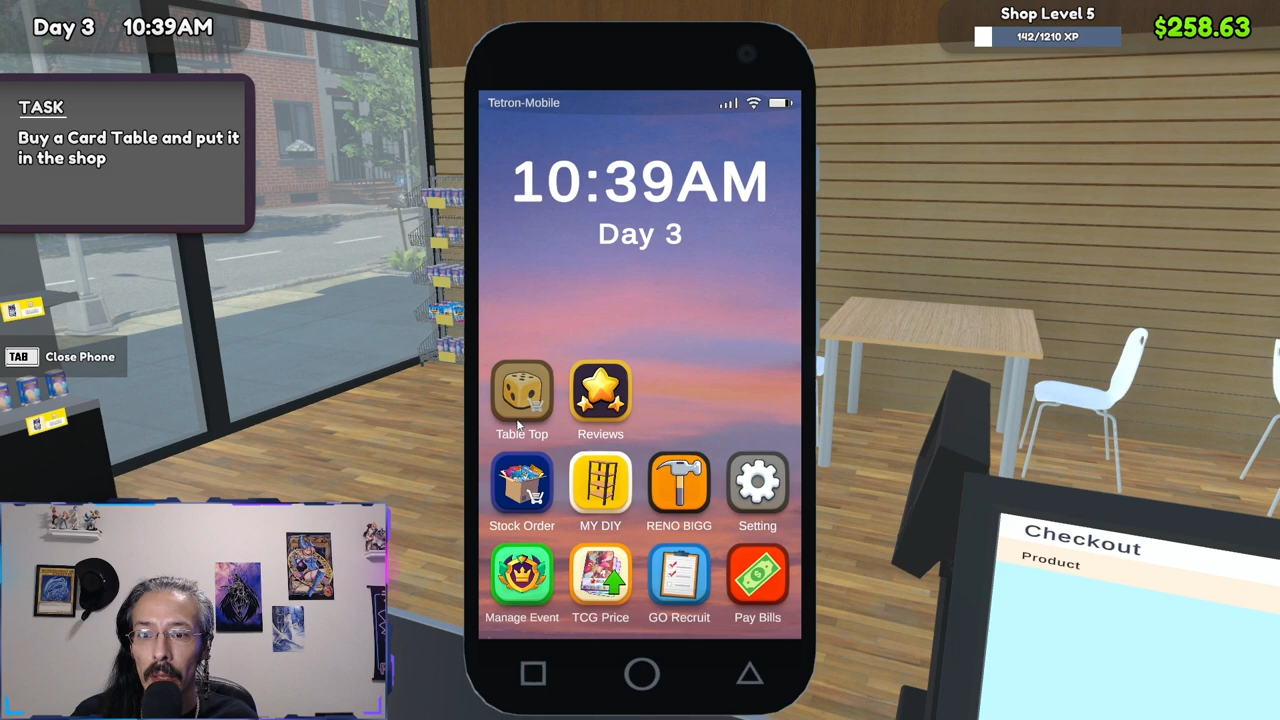 Day 3 10:39AM
Shop Level 5
142/1210 XP
$258.63
TASK
Buy a Card Table and put it
in the shop
TAB Close Phone
Tetron-Mobile
10:39AM
Day 3
Table Top Reviews
Stock Order MY DIY RENO BIGG Setting
Manage Event TCG Price GO Recruit Pay Bills
Checkout
Product